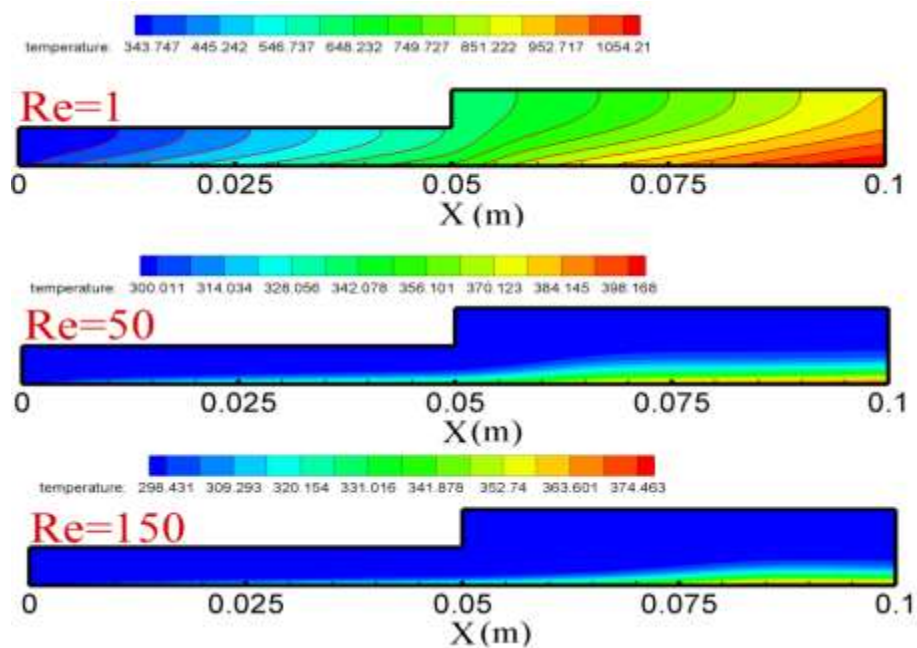 temperature: 343.747 445.242 546.737 648.232 749.727 851.222 952.717 1054.21
Re=1
0 0.025 0.05 0.075 0.1
X (m)
temperature: 300.011 314.034 328.056 342.078 356.101 370.123 384.145 398.168
Re=50
0 0.025 0.05 0.075 0.1
X (m)
temperature: 298.431 309.293 320.154 331.016 341.878 352.74 363.601 374.463
Re=150
0 0.025 0.05 0.075 0.1
X (m)